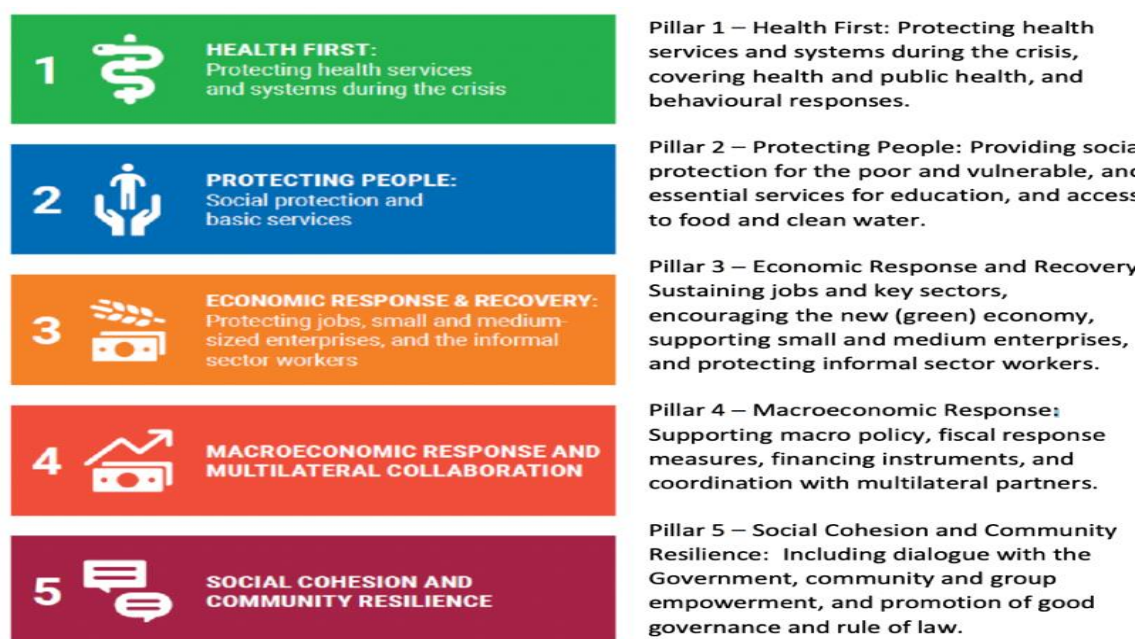 1
HEALTH FIRST:
Protecting health services
and systems during the crisis
2
PROTECTING PEOPLE:
Social protection and
basic services
3
ECONOMIC RESPONSE & RECOVERY:
Protecting jobs, small and medium-
sized enterprises, and the informal
sector workers
4
MACROECONOMIC RESPONSE AND
MULTILATERAL COLLABORATION
5
SOCIAL COHESION AND
COMMUNITY RESILIENCE
Pillar 1 – Health First: Protecting health
services and systems during the crisis,
covering health and public health, and
behavioural responses.
Pillar 2 – Protecting People: Providing socia
protection for the poor and vulnerable, and
essential services for education, and access
to food and clean water.
Pillar 3 – Economic Response and Recovery
Sustaining jobs and key sectors,
encouraging the new (green) economy,
supporting small and medium enterprises,
and protecting informal sector workers.
Pillar 4 – Macroeconomic Response:
Supporting macro policy, fiscal response
measures, financing instruments, and
coordination with multilateral partners.
Pillar 5 – Social Cohesion and Community
Resilience: Including dialogue with the
Government, community and group
empowerment, and promotion of good
governance and rule of law.